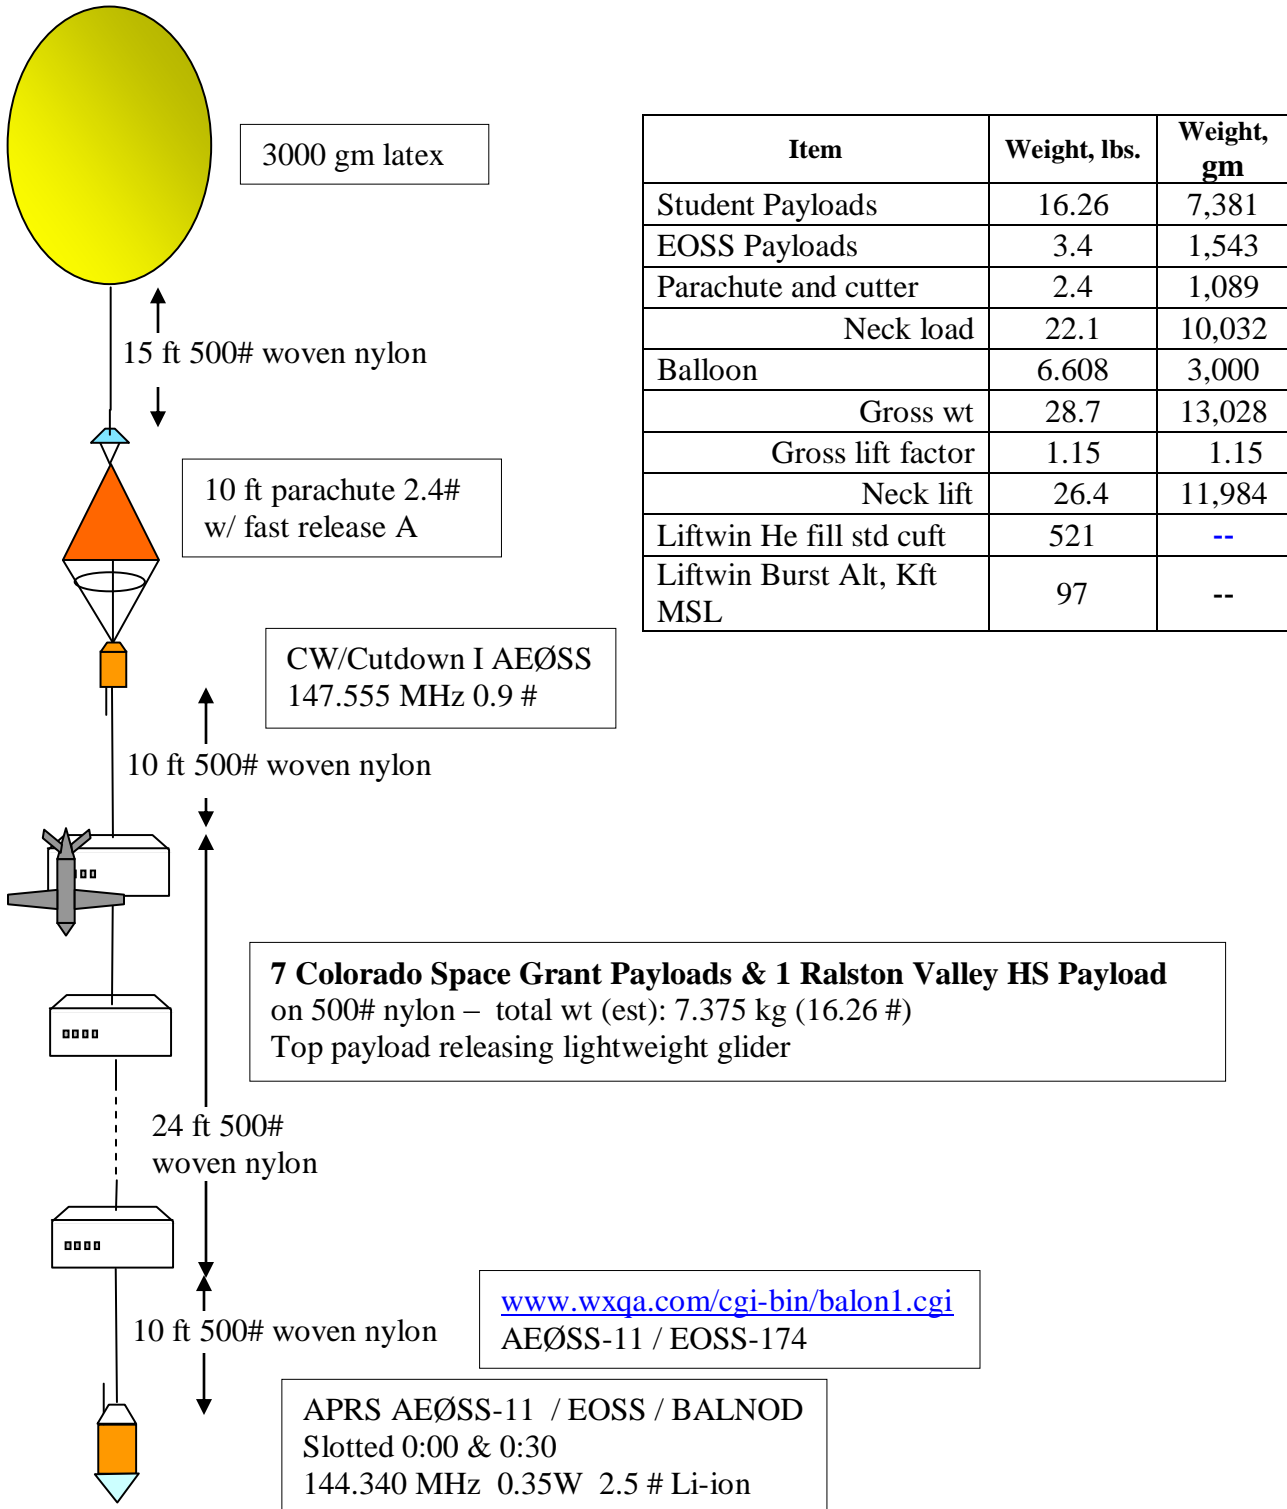 3000 gm latex
Item Weight, lbs. Weight, gm
Student Payloads 16.26 7,381
EOSS Payloads 3.4 1,543
Parachute and cutter 2.4 1,089
Neck load 22.1 10,032
Balloon 6.608 3,000
Gross wt 28.7 13,028
Gross lift factor 1.15 1.15
Neck lift 26.4 11,984
Liftwin He fill std cuft 521 --
Liftwin Burst Alt, Kft MSL 97 --
15 ft 500# woven nylon
10 ft parachute 2.4#
w/ fast release A
CW/Cutdown I AEØSS
147.555 MHz 0.9 #
10 ft 500# woven nylon
7 Colorado Space Grant Payloads & 1 Ralston Valley HS Payload
on 500# nylon – total wt (est): 7.375 kg (16.26 #)
Top payload releasing lightweight glider
24 ft 500#
woven nylon
www.wxqa.com/cgi-bin/balon1.cgi
AEØSS-11 / EOSS-174
10 ft 500# woven nylon
APRS AEØSS-11 / EOSS / BALNOD
Slotted 0:00 & 0:30
144.340 MHz 0.35W 2.5 # Li-ion